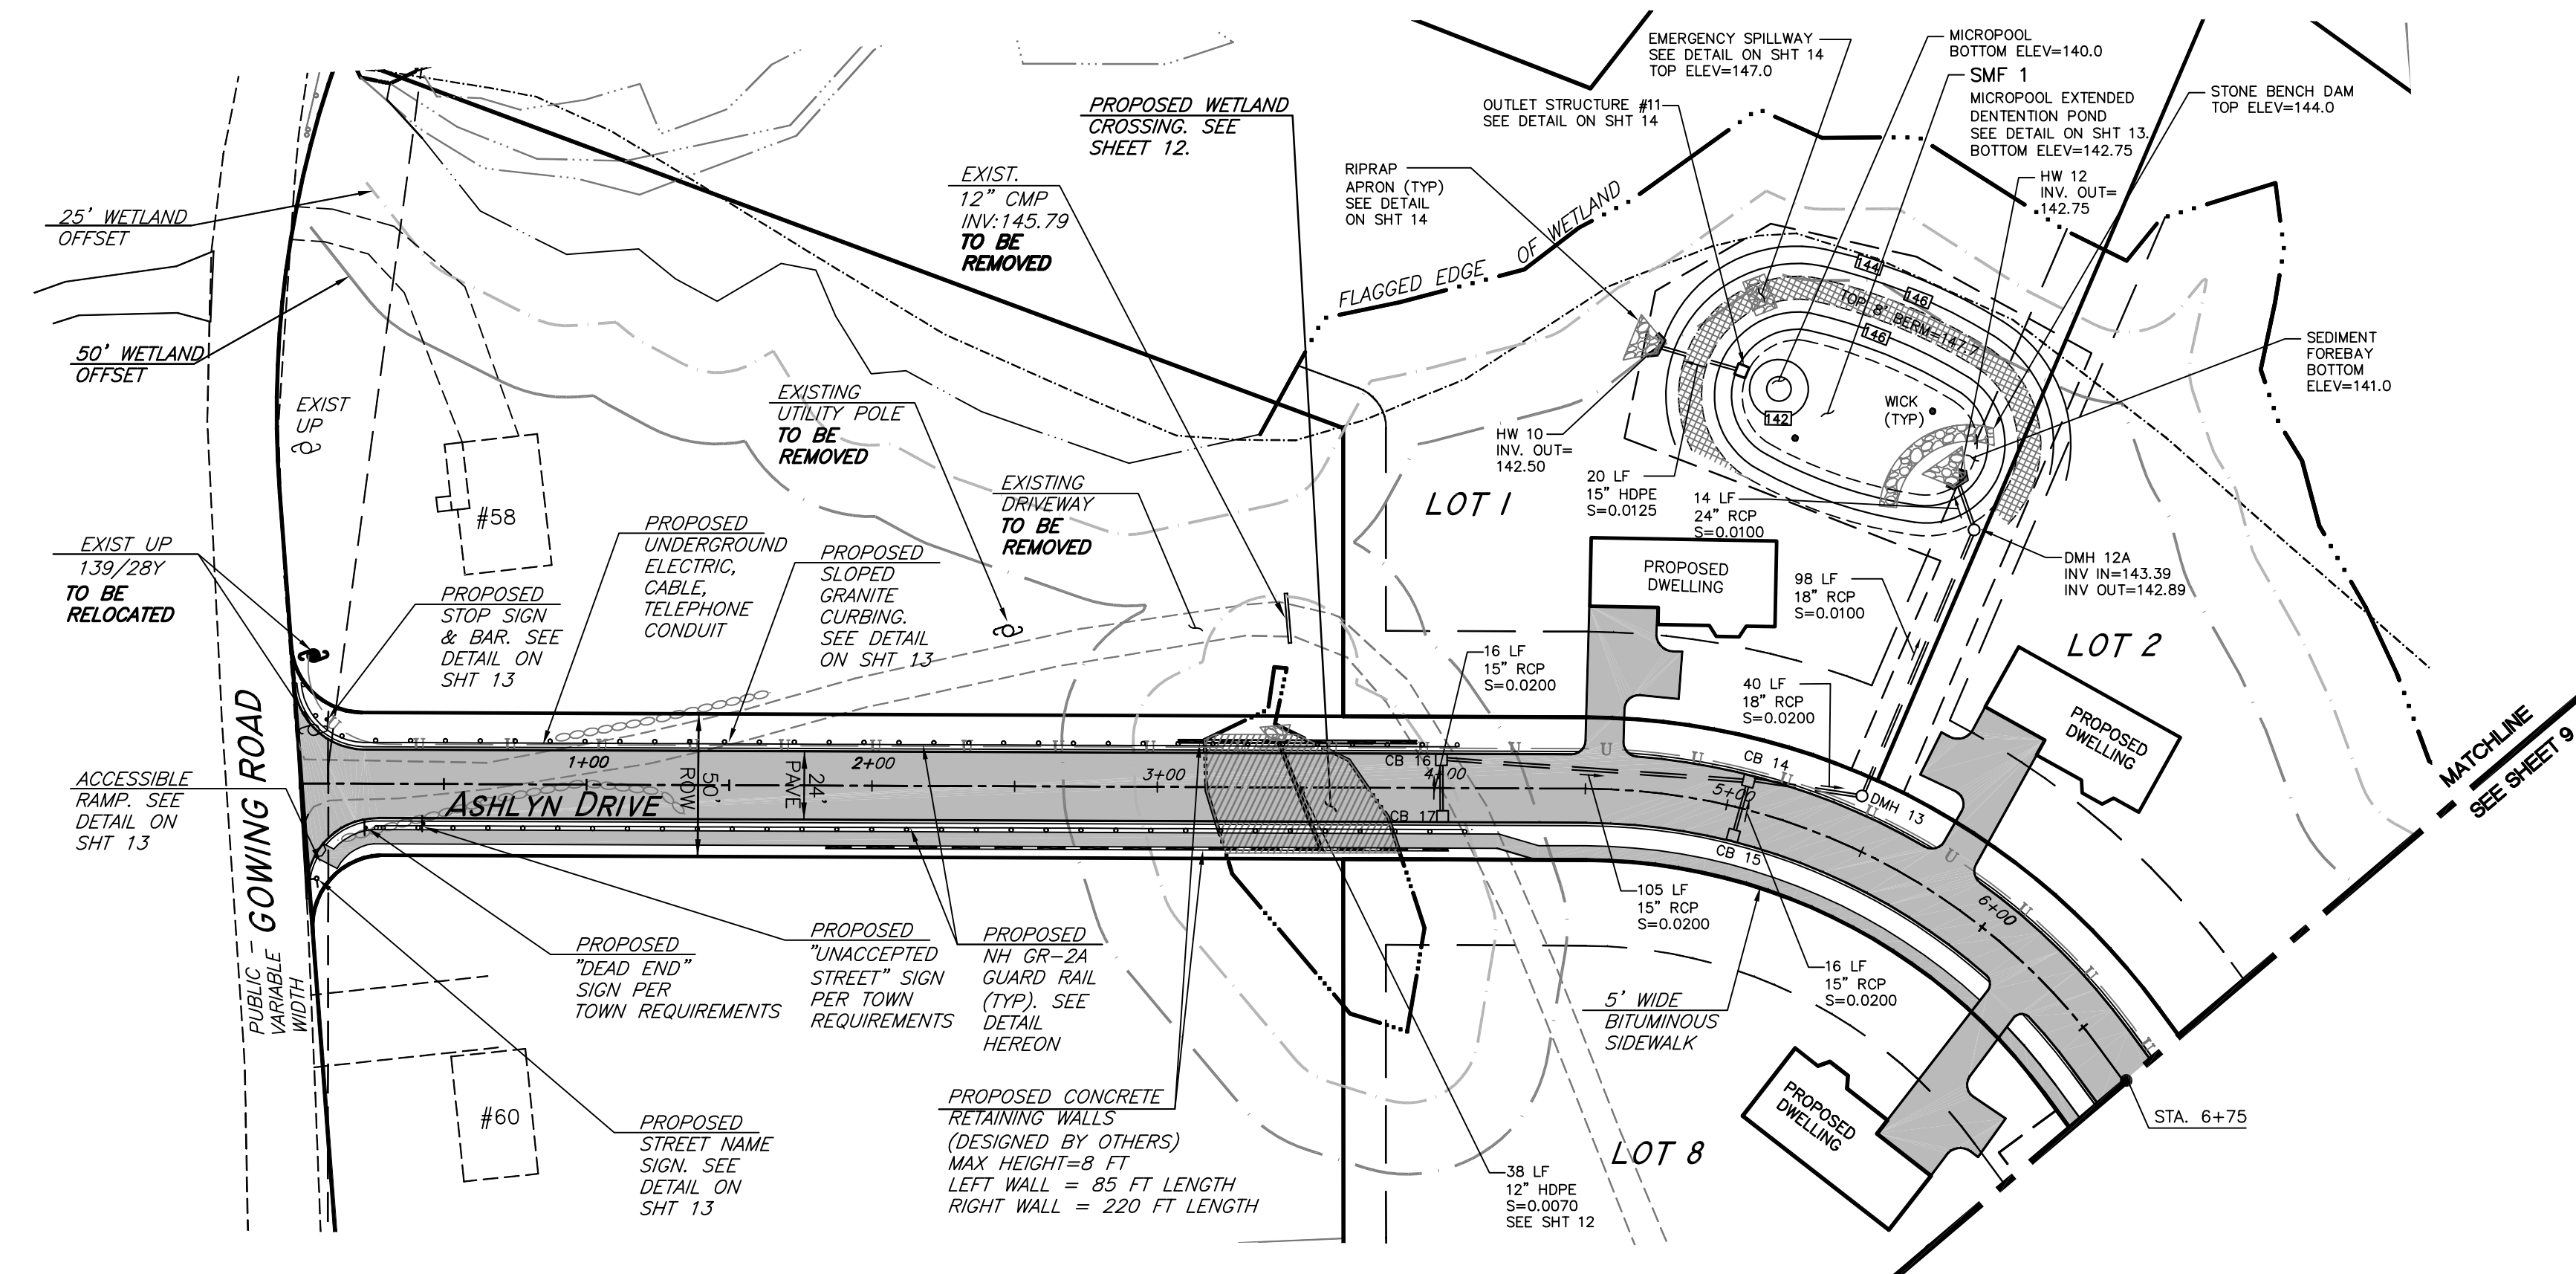 25' WETLAND
OFFSET
50' WETLAND
OFFSET
EXIST
UP
#58
EXIST UP
139/28Y
TO BE
RELOCATED
PROPOSED
STOP SIGN
& BAR. SEE
DETAIL ON
SHT 13
PROPOSED
UNDERGROUND
ELECTRIC,
CABLE,
TELEPHONE
CONDUIT
PROPOSED
SLOPED
GRANITE
CURBING.
SEE DETAIL
ON SHT 13
EXISTING
UTILITY POLE
TO BE
REMOVED
EXIST.
12" CMP
INV:145.79
TO BE
REMOVED
EXISTING
DRIVEWAY
TO BE
REMOVED
PROPOSED WETLAND
CROSSING. SEE
SHEET 12.
FLAGGED EDGE OF WETLAND
RIPRAP
APRON (TYP)
SEE DETAIL
ON SHT 14
OUTLET STRUCTURE #11
SEE DETAIL ON SHT 14
EMERGENCY SPILLWAY
SEE DETAIL ON SHT 14
TOP ELEV=147.0
MICROPOOL
BOTTOM ELEV=140.0
SMF 1
MICROPOOL EXTENDED
DENTENTION POND
SEE DETAIL ON SHT 13.
BOTTOM ELEV=142.75
STONE BENCH DAM
TOP ELEV=144.0
HW 12
INV. OUT=
142.75
SEDIMENT
FOREBAY
BOTTOM
ELEV=141.0
144
146
TOP 8' BERM=147.7
146
142
WICK
(TYP)
HW 10
INV. OUT=
142.50
20 LF
15" HDPE
S=0.0125
14 LF
24" RCP
S=0.0100
LOT 1
PROPOSED
DWELLING
98 LF
18" RCP
S=0.0100
DMH 12A
INV IN=143.39
INV OUT=142.89
LOT 2
PROPOSED
DWELLING
16 LF
15" RCP
S=0.0200
40 LF
18" RCP
S=0.0200
MATCHLINE
SEE SHEET 9
GOWING ROAD
PUBLIC -
VARIABLE
WIDTH
ACCESSIBLE
RAMP. SEE
DETAIL ON
SHT 13
ASHLYN DRIVE
U U U U U U U U U U U U U U U U U U
1+00
2+00
3+00
4+00
5+00
6+00
50'
ROW
24'
PAVE
CB 16
CB 17
CB 14
CB 15
DMH 13
PROPOSED
"DEAD END"
SIGN PER
TOWN REQUIREMENTS
PROPOSED
"UNACCEPTED
STREET" SIGN
PER TOWN
REQUIREMENTS
PROPOSED
NH GR-2A
GUARD RAIL
(TYP). SEE
DETAIL
HEREON
105 LF
15" RCP
S=0.0200
16 LF
15" RCP
S=0.0200
5' WIDE
BITUMINOUS
SIDEWALK
#60
PROPOSED
STREET NAME
SIGN. SEE
DETAIL ON
SHT 13
PROPOSED CONCRETE
RETAINING WALLS
(DESIGNED BY OTHERS)
MAX HEIGHT=8 FT
LEFT WALL = 85 FT LENGTH
RIGHT WALL = 220 FT LENGTH
38 LF
12" HDPE
S=0.0070
SEE SHT 12
LOT 8
PROPOSED
DWELLING
STA. 6+75